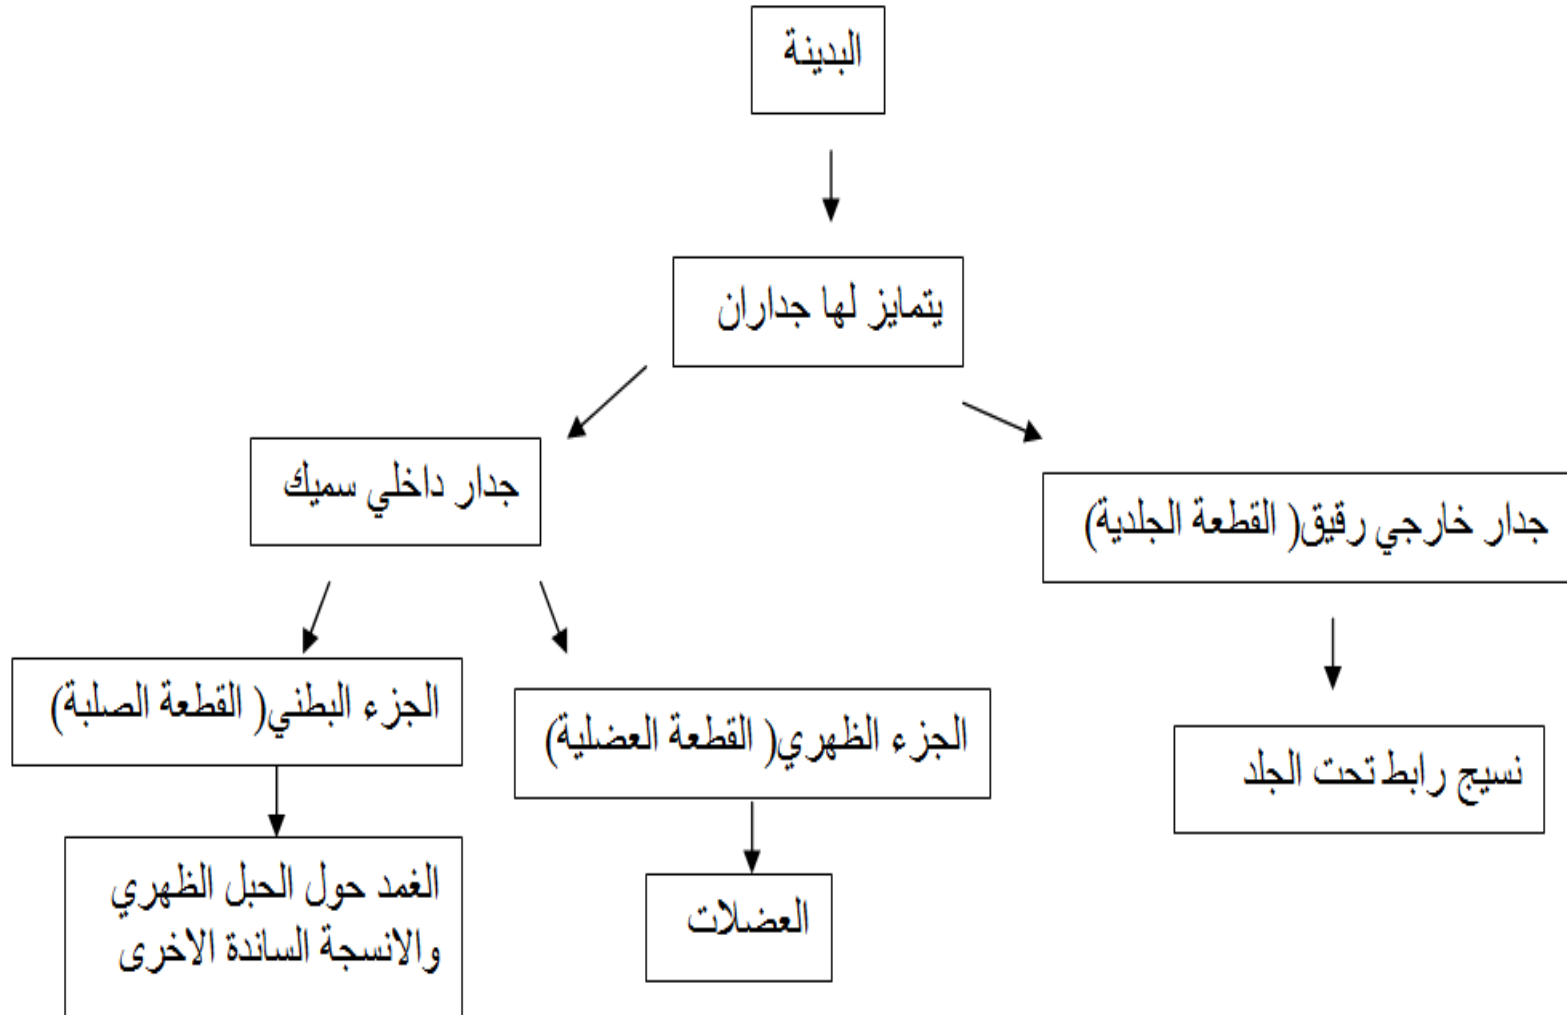 البدينة
يتمايز لها جداران
جدار داخلي سميك
جدار خارجي رقيق( القطعة الجلدية)
الجزء البطني( القطعة الصلبة)
الجزء الظهري( القطعة العضلية)
نسيج رابط تحت الجلد
الغمد حول الحبل الظهري
والانسجة الساندة الاخرى
العضلات